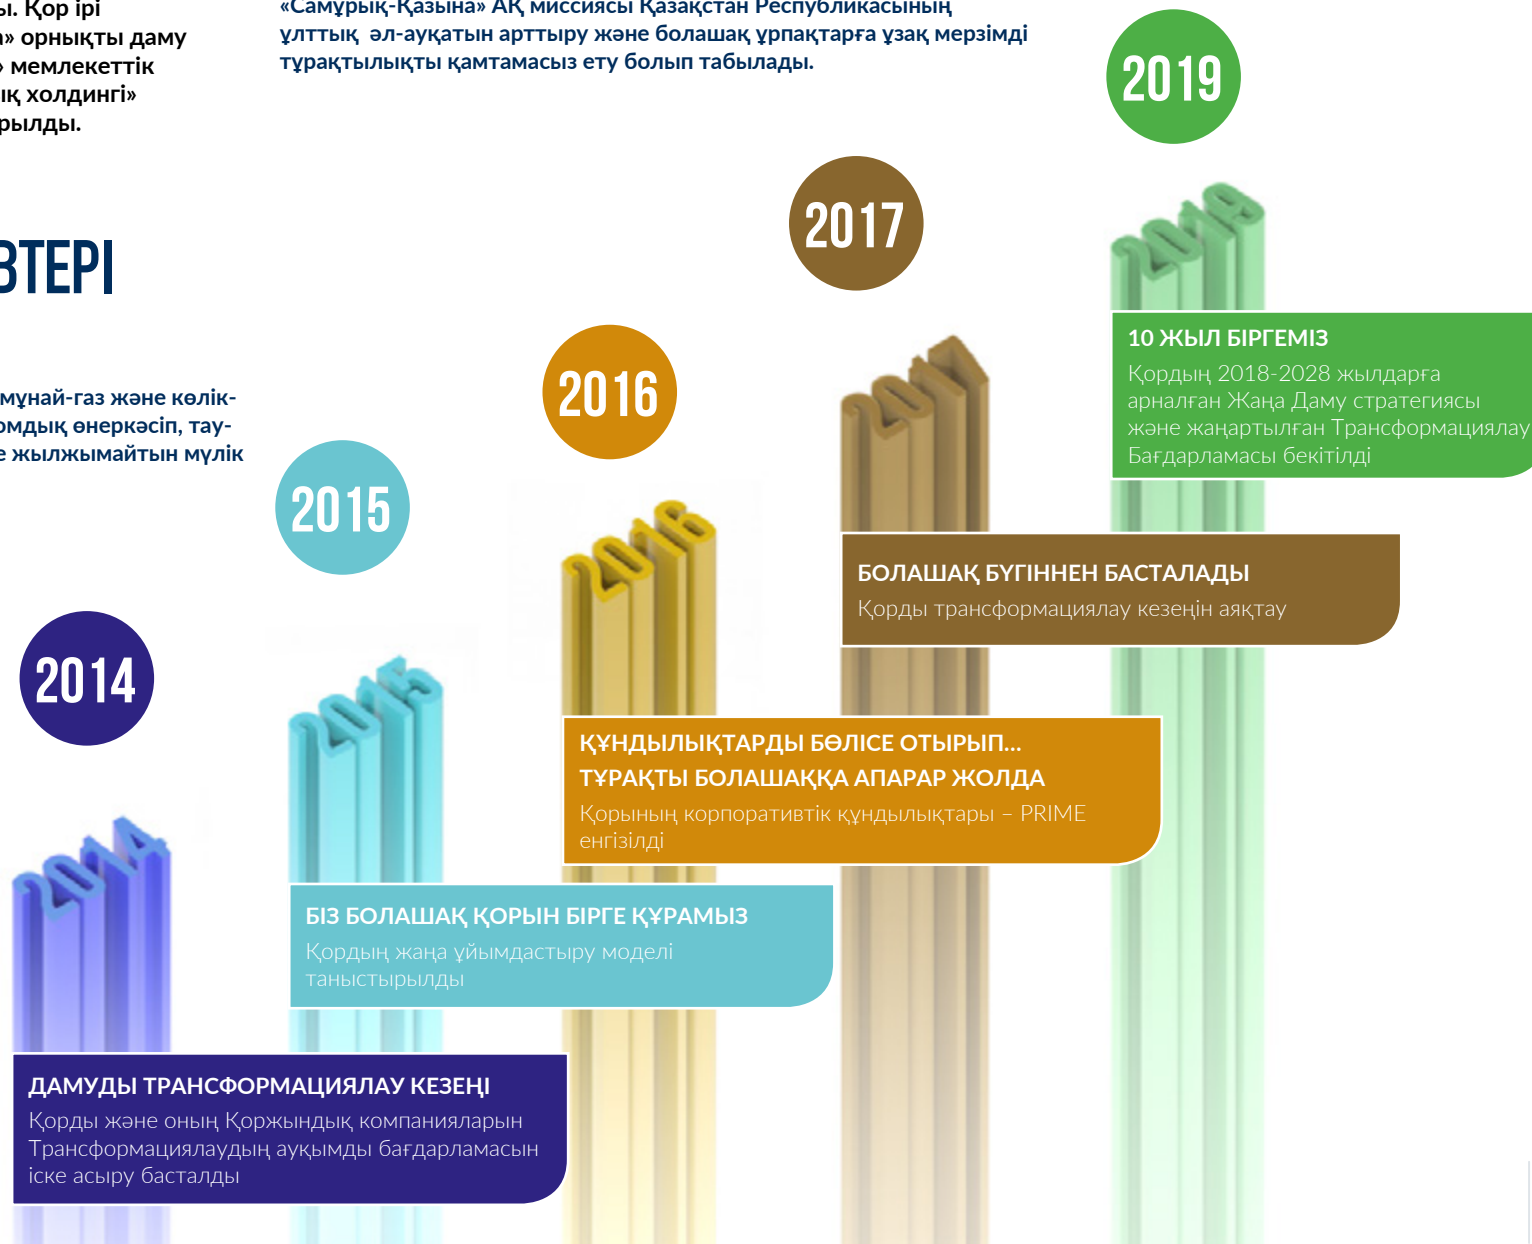 ы. Қор ірі
» орнықты даму
» мемлекеттік
ық холдингі»
рылды.
«Самұрық-Қазына» АҚ миссиясы Қазақстан Республикасының
ұлттық әл-ауқатын арттыру және болашақ ұрпақтарға ұзақ мерзімді
тұрақтылықты қамтамасыз ету болып табылады.
ВТЕРІ
мұнай-газ және көлік-
омдық өнеркәсіп, тау-
е жылжымайтын мүлік
2019
2019
10 ЖЫЛ БІРГЕМІЗ
Қордың 2018-2028 жылдарға
арналған Жаңа Даму стратегиясы
және жаңартылған Трансформациялау
Бағдарламасы бекітілді
2017
2017
БОЛАШАҚ БҮГІННЕН БАСТАЛАДЫ
Қорды трансформациялау кезеңін аяқтау
2016
2016
ҚҰНДЫЛЫҚТАРДЫ БӨЛІСЕ ОТЫРЫП...
ТҰРАҚТЫ БОЛАШАҚҚА АПАРАР ЖОЛДА
Қорының корпоративтік құндылықтары – PRIME
енгізілді
2015
2015
БІЗ БОЛАШАҚ ҚОРЫН БІРГЕ ҚҰРАМЫЗ
Қордың жаңа ұйымдастыру моделі
таныстырылды
2014
2014
ДАМУДЫ ТРАНСФОРМАЦИЯЛАУ КЕЗЕҢІ
Қорды және оның Қоржындық компанияларын
Трансформациялаудың ауқымды бағдарламасын
іске асыру басталды